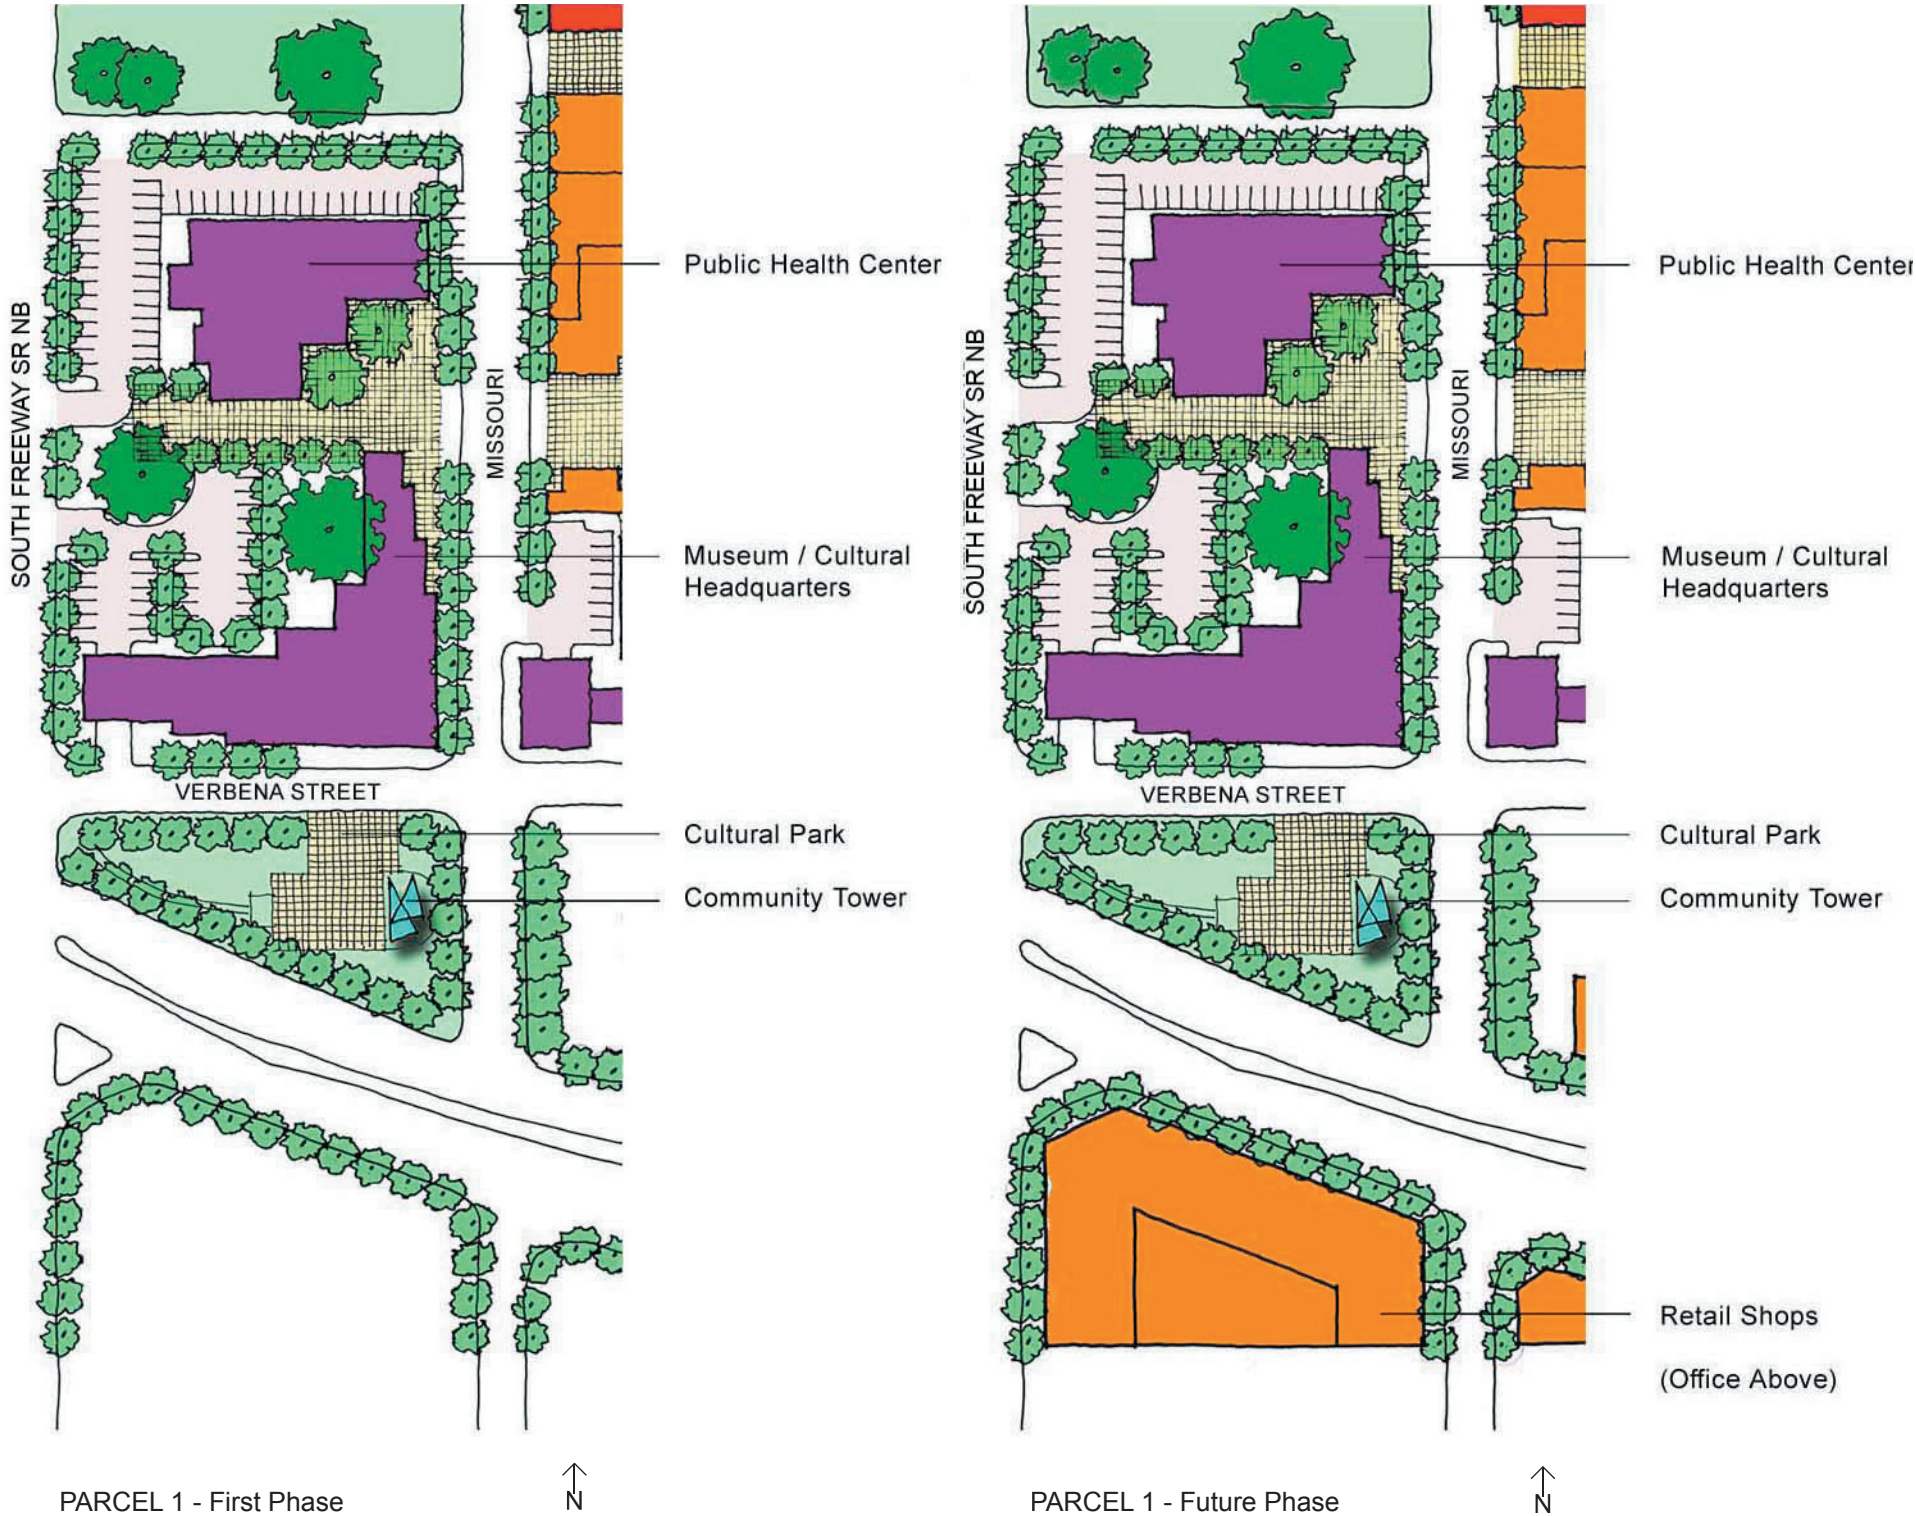 Public Health Center
SOUTH FREEWAY SR NB
MISSOURI
Museum / Cultural
Headquarters
VERBENA STREET
Cultural Park
Community Tower
N
PARCEL 1 - First Phase
Public Health Center
SOUTH FREEWAY SR NB
MISSOURI
Museum / Cultural
Headquarters
VERBENA STREET
Cultural Park
Community Tower
Retail Shops
(Office Above)
N
PARCEL 1 - Future Phase